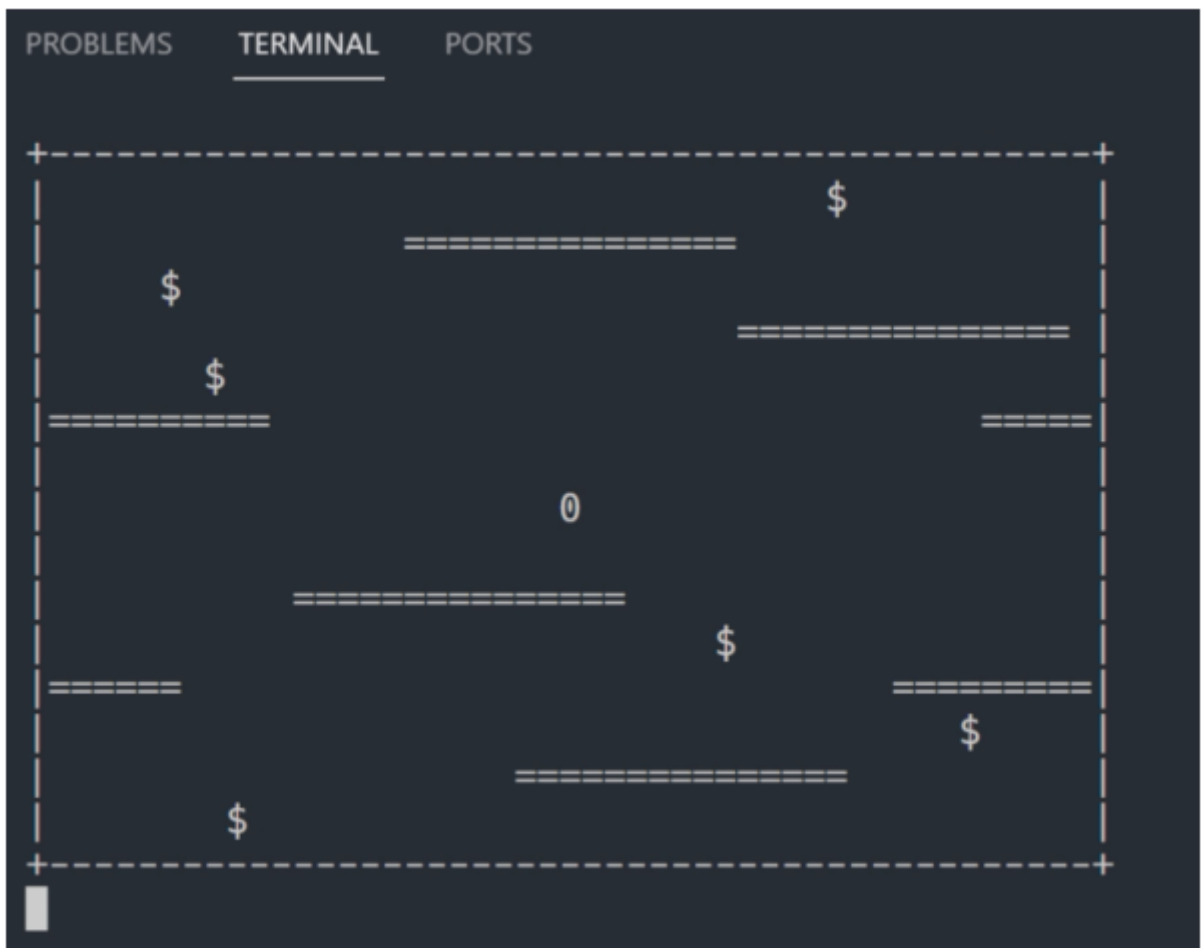 PROBLEMS TERMINAL PORTS
+-----------------------------------------------+
|                                   $           |
|                ===============                |
|     $                                         |
|                               =============== |
|       $                                       |
|==========                                =====|
|                                               |
|                       0                       |
|                                               |
|           ===============                     |
|                              $                |
|======                                =========|
|                                         $     |
|                     ===============           |
|        $                                      |
+-----------------------------------------------+